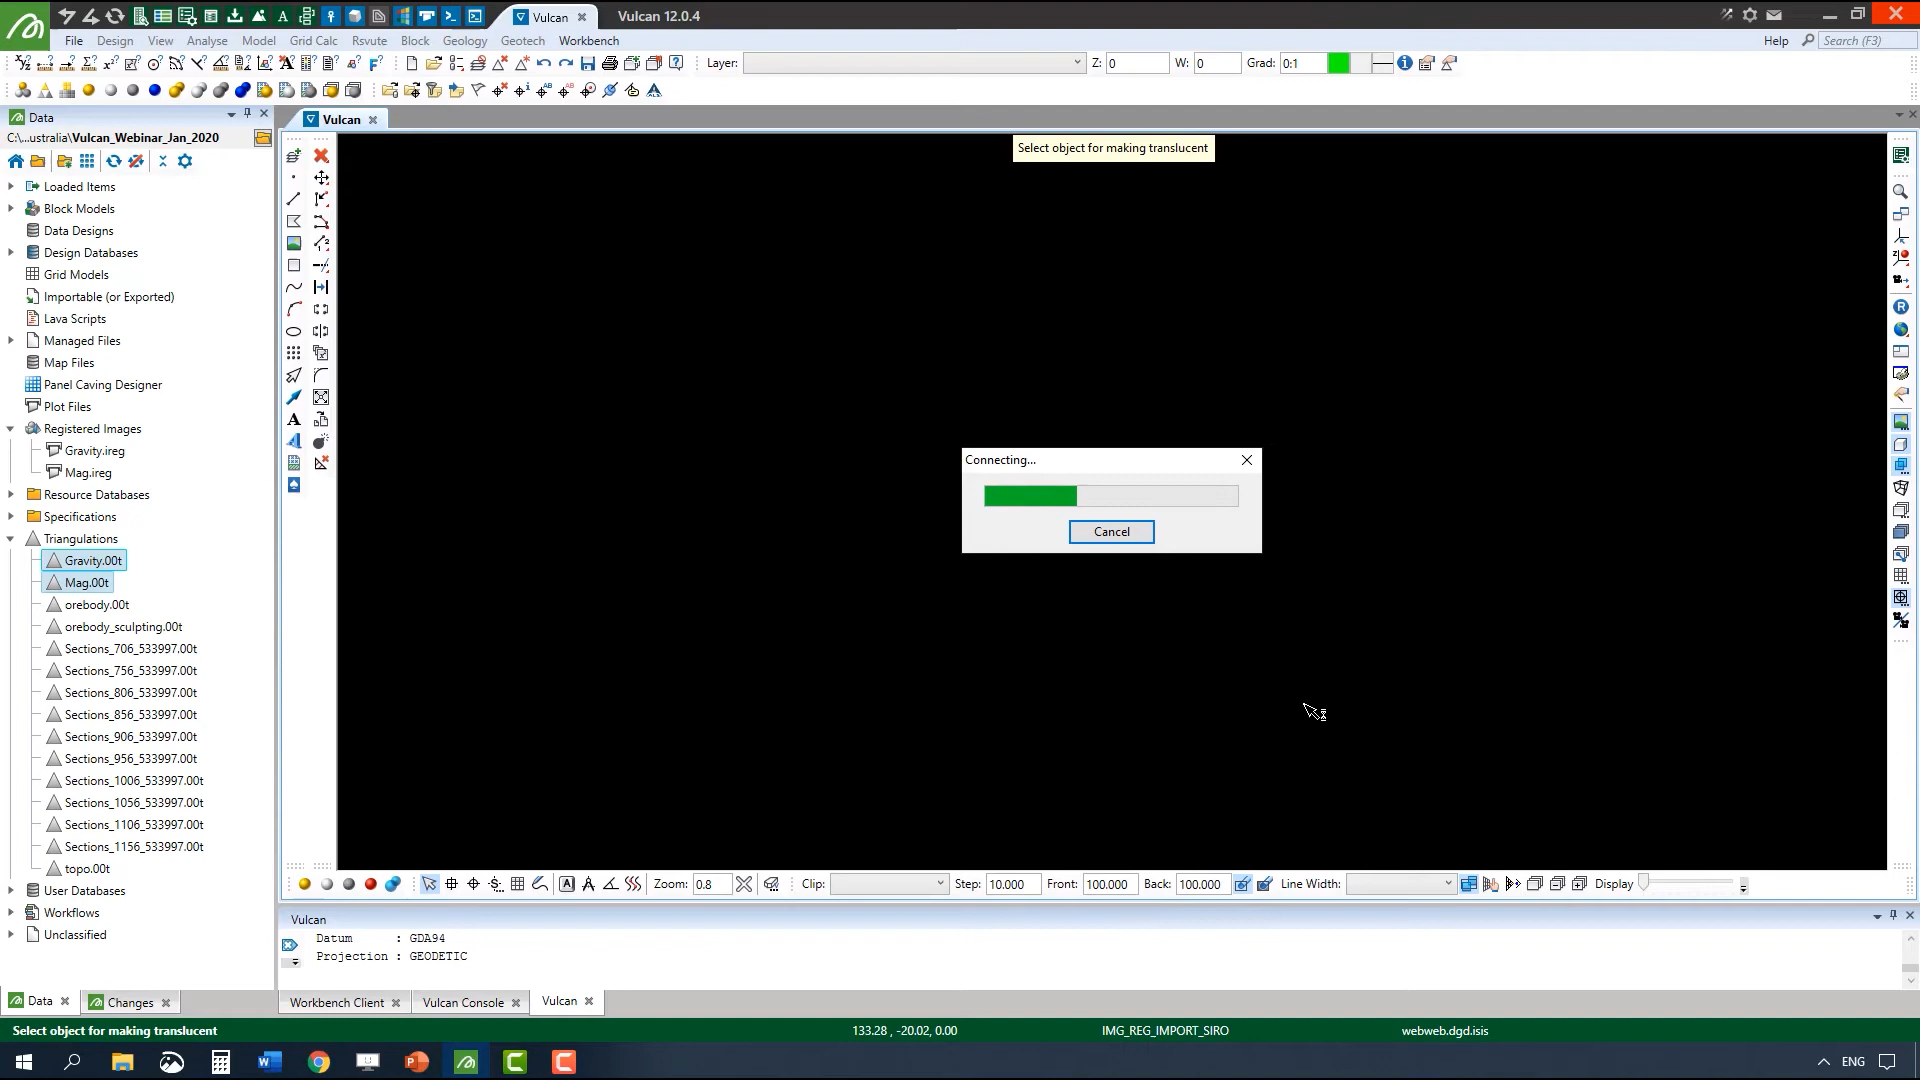 Vulcan
Vulcan 12.0.4
File Design View Analyse Model Grid Calc Rsvute Block Geology Geotech Workbench
Help Search (F3)
Layer: Z: 0 W: 0 Grad: 0:1
Data
C:\...ustralia\Vulcan_Webinar_Jan_2020
Vulcan
Select object for making translucent
Loaded Items
Block Models
Data Designs
Design Databases
Grid Models
Importable (or Exported)
Lava Scripts
Managed Files
Map Files
Panel Caving Designer
Plot Files
Registered Images
Gravity.ireg
Mag.ireg
Resource Databases
Specifications
Triangulations
Gravity.00t
Mag.00t
orebody.00t
orebody_sculpting.00t
Sections_706_533997.00t
Sections_756_533997.00t
Sections_806_533997.00t
Sections_856_533997.00t
Sections_906_533997.00t
Sections_956_533997.00t
Sections_1006_533997.00t
Sections_1056_533997.00t
Sections_1106_533997.00t
Sections_1156_533997.00t
topo.00t
User Databases
Workflows
Unclassified
Connecting...
Cancel
Zoom: 0.8 Clip: Step: 10.000 Front: 100.000 Back: 100.000 Line Width: Display
Vulcan
Datum : GDA94
Projection : GEODETIC
Data Changes
Workbench Client Vulcan Console Vulcan
Select object for making translucent
133.28 , -20.02, 0.00
IMG_REG_IMPORT_SIRO
webweb.dgd.isis
ENG